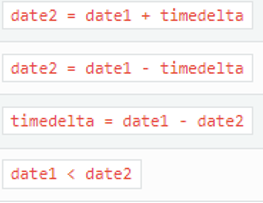 date2 = date1 + timedelta
date2 = date1 - timedelta
timedelta = date1 - date2
date1 < date2